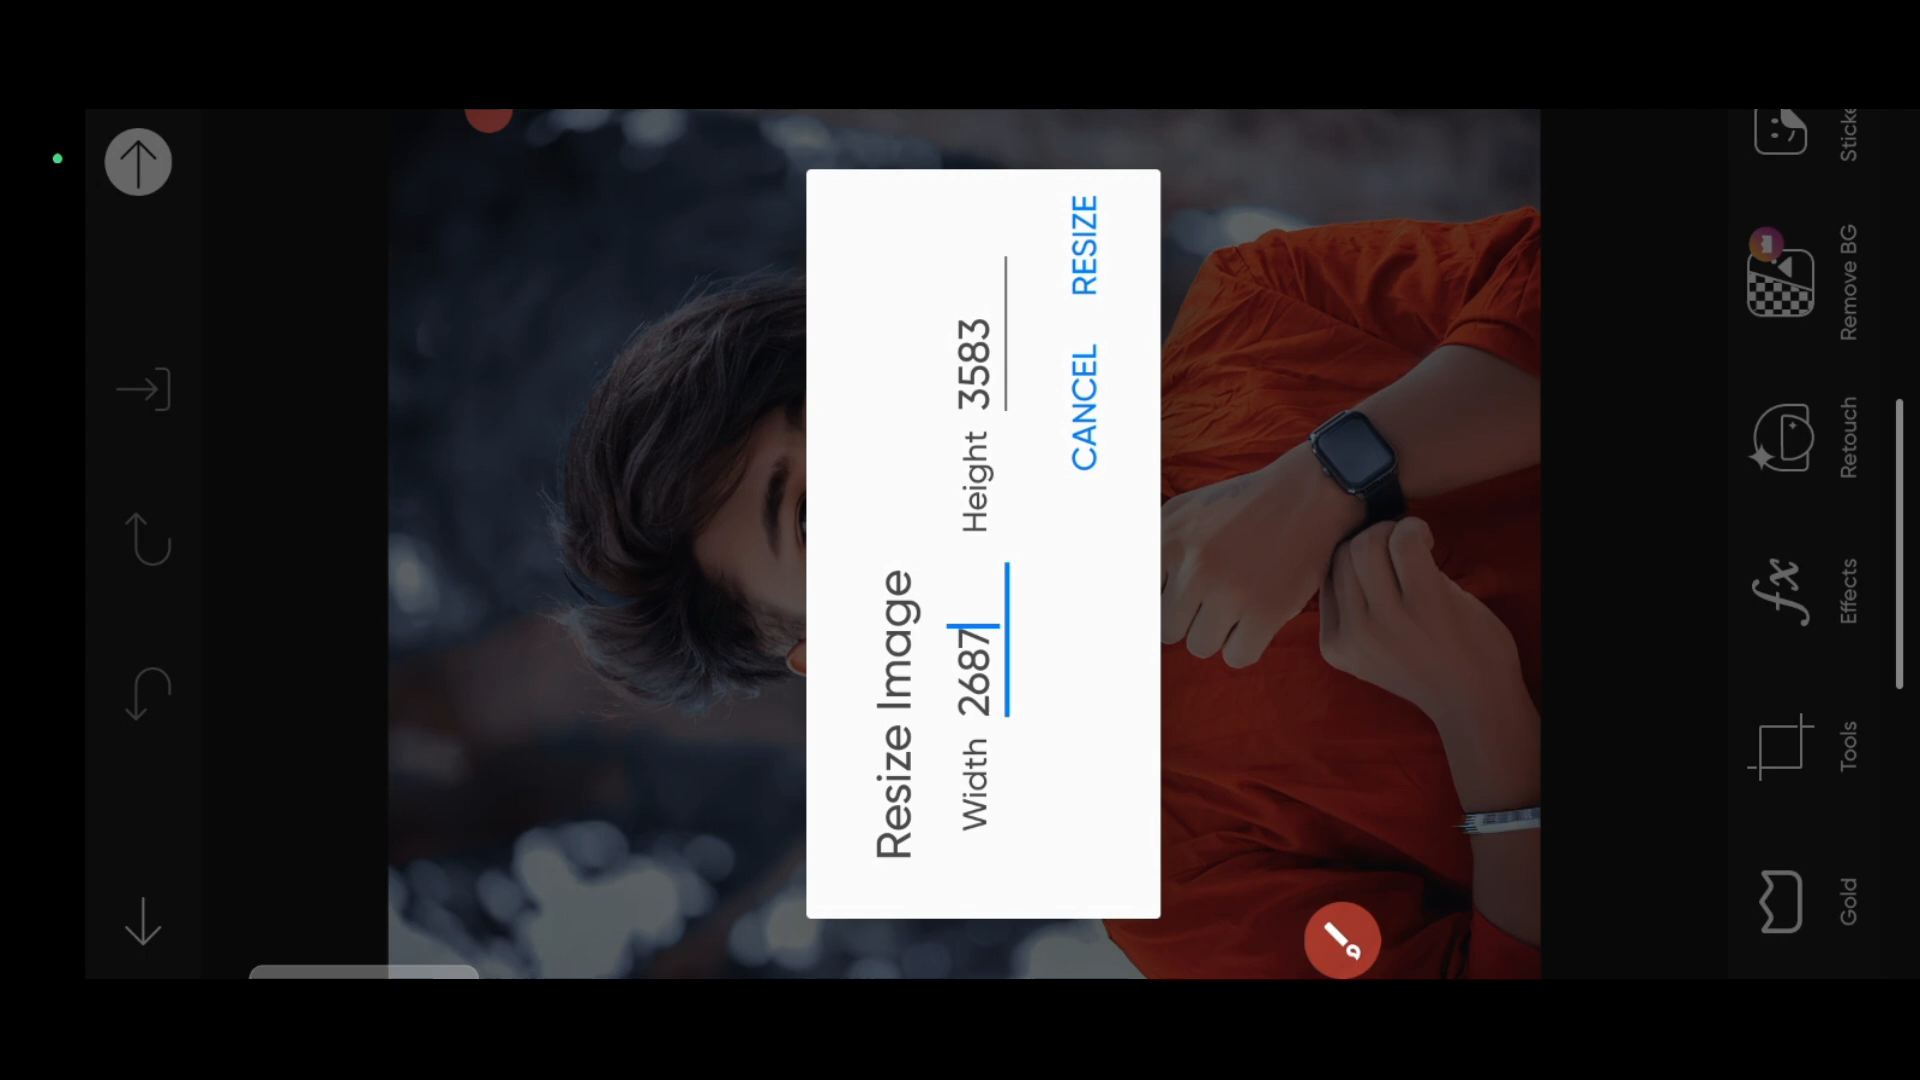 Resize Image
Width 2687 Height 3583
CANCEL RESIZE
Gold
Tools
Effects
Retouch
Remove BG
Sticke